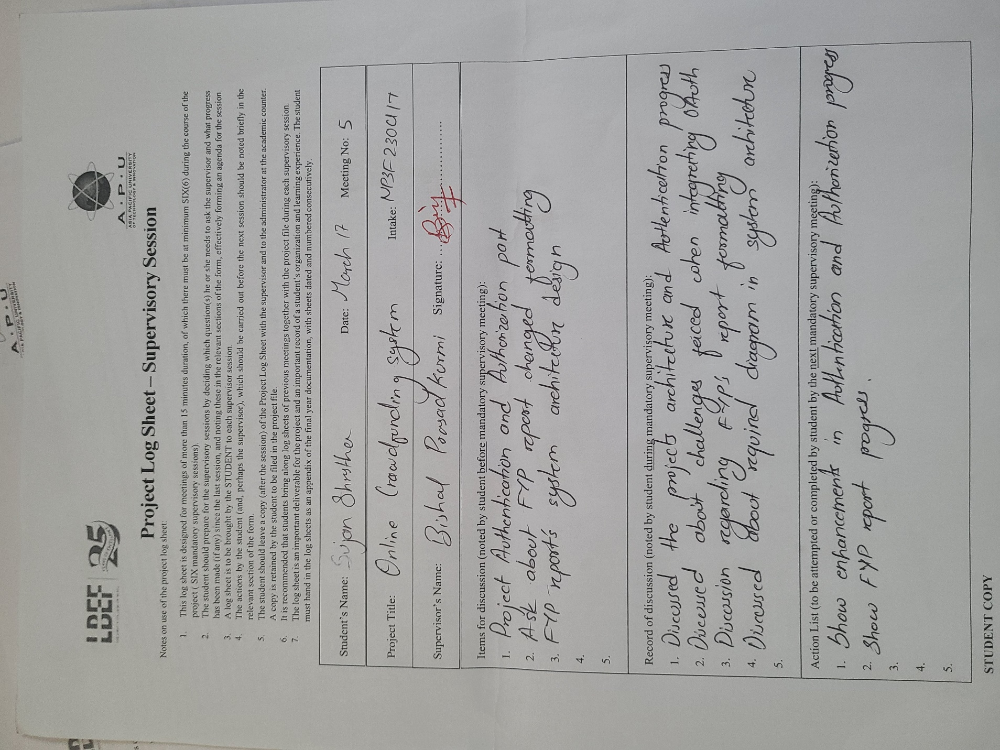 A · P · U
ASIA PACIFIC UNIVERSITY
OF TECHNOLOGY & INNOVATION
LBEF 25
A · P · U
ASIA PACIFIC UNIVERSITY
OF TECHNOLOGY & INNOVATION
Project Log Sheet – Supervisory Session
Notes on use of the project log sheet:
1. This log sheet is designed for meetings of more than 15 minutes duration, of which there must be at minimum SIX(6) during the course of the
project ( SIX mandatory supervisory sessions).
2. The student should prepare for the supervisory sessions by deciding which question(s) he or she needs to ask the supervisor and what progress
has been made (if any) since the last session, and noting these in the relevant sections of the form, effectively forming an agenda for the session.
3. A log sheet is to be brought by the STUDENT to each supervisor session.
4. The actions by the student (and, perhaps the supervisor), which should be carried out before the next session should be noted briefly in the
relevant section of the form.
5. The student should leave a copy (after the session) of the Project Log Sheet with the supervisor and to the administrator at the academic counter.
A copy is retained by the student to be filed in the project file.
6. It is recommended that students bring along log sheets of previous meetings together with the project file during each supervisory session.
7. The log sheet is an important deliverable for the project and an important record of a student's organization and learning experience. The student
must hand in the log sheets as an appendix of the final year documentation, with sheets dated and numbered consecutively.
Student's Name: Sujan Shrestha Date: March 17 Meeting No: 5
Project Title: Online Crowdfunding System Intake: NP3F2304IT
Supervisor's Name: Bishal Prasad Kurmi Signature:
Items for discussion (noted by student before mandatory supervisory meeting):
1. Project Authentication and Authorization part
2. Ask about FYP report changed formatting
3. FYP report's system architecture design
4.
5.
Record of discussion (noted by student during mandatory supervisory meeting):
1. Discussed the projects architecture and Authentication progress
2. Discussed about challenges faced when integrating OAuth
3. Discussion regarding FYP's report formatting
4. Discussed about required diagram in system architecture
5.
Action List (to be attempted or completed by student by the next mandatory supervisory meeting):
1. Show enhancements in Authentication and Authorization progress
2. Show FYP report progress.
3.
4.
5.
STUDENT COPY